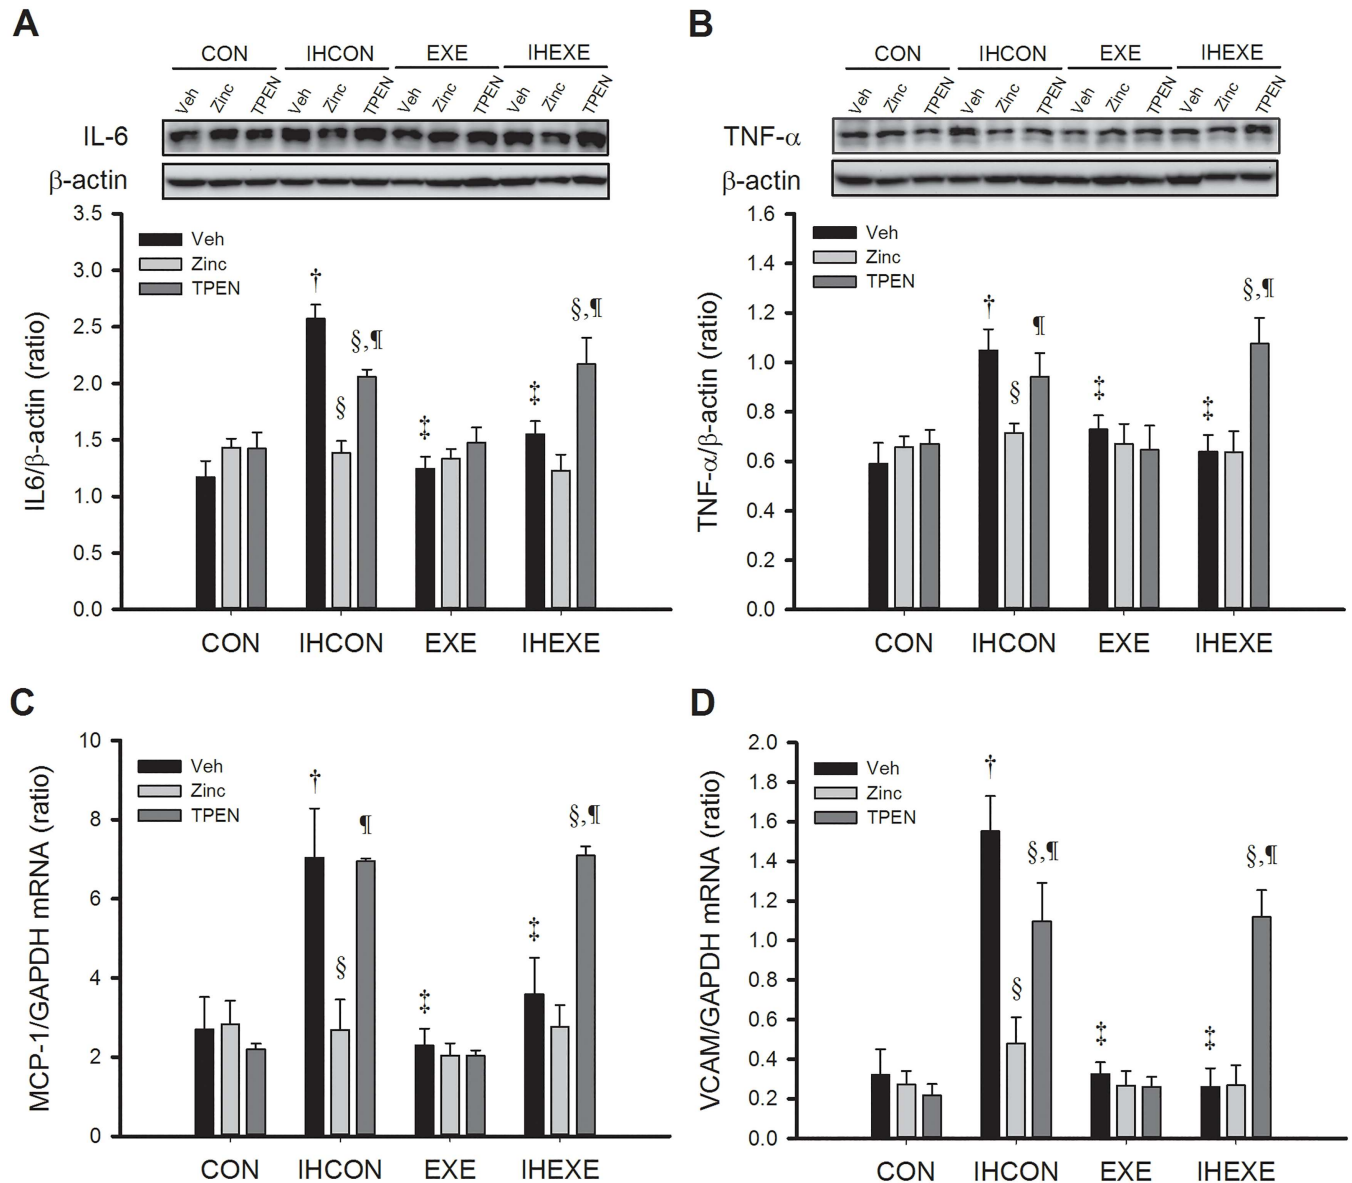 A
CON IHCON EXE IHEXE
Veh Zinc TPEN Veh Zinc TPEN Veh Zinc TPEN Veh Zinc TPEN
IL-6
β-actin
IL6/β-actin (ratio)
3.5
3.0
2.5
2.0
1.5
1.0
0.5
0.0
Veh
Zinc
TPEN
†
§
§,¶
‡
‡
§,¶
CON IHCON EXE IHEXE
B
CON IHCON EXE IHEXE
Veh Zinc TPEN Veh Zinc TPEN Veh Zinc TPEN Veh Zinc TPEN
TNF-α
β-actin
TNF-α/β-actin (ratio)
1.6
1.4
1.2
1.0
0.8
0.6
0.4
0.2
0.0
Veh
Zinc
TPEN
†
§
¶
‡
‡
§,¶
CON IHCON EXE IHEXE
C
MCP-1/GAPDH mRNA (ratio)
10
8
6
4
2
0
Veh
Zinc
TPEN
†
§
¶
‡
‡
§,¶
CON IHCON EXE IHEXE
D
VCAM/GAPDH mRNA (ratio)
2.0
1.8
1.6
1.4
1.2
1.0
0.8
0.6
0.4
0.2
0.0
Veh
Zinc
TPEN
†
§
§,¶
‡
‡
§,¶
CON IHCON EXE IHEXE